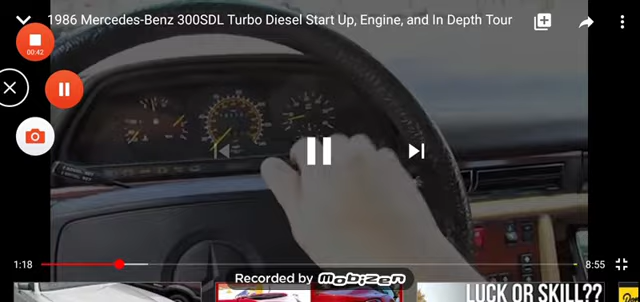 1986 Mercedes-Benz 300SDL Turbo Diesel Start Up, Engine, and In Depth Tour
00:42
1:18
8:55
Recorded by mobizen
LUCK OR SKILL??